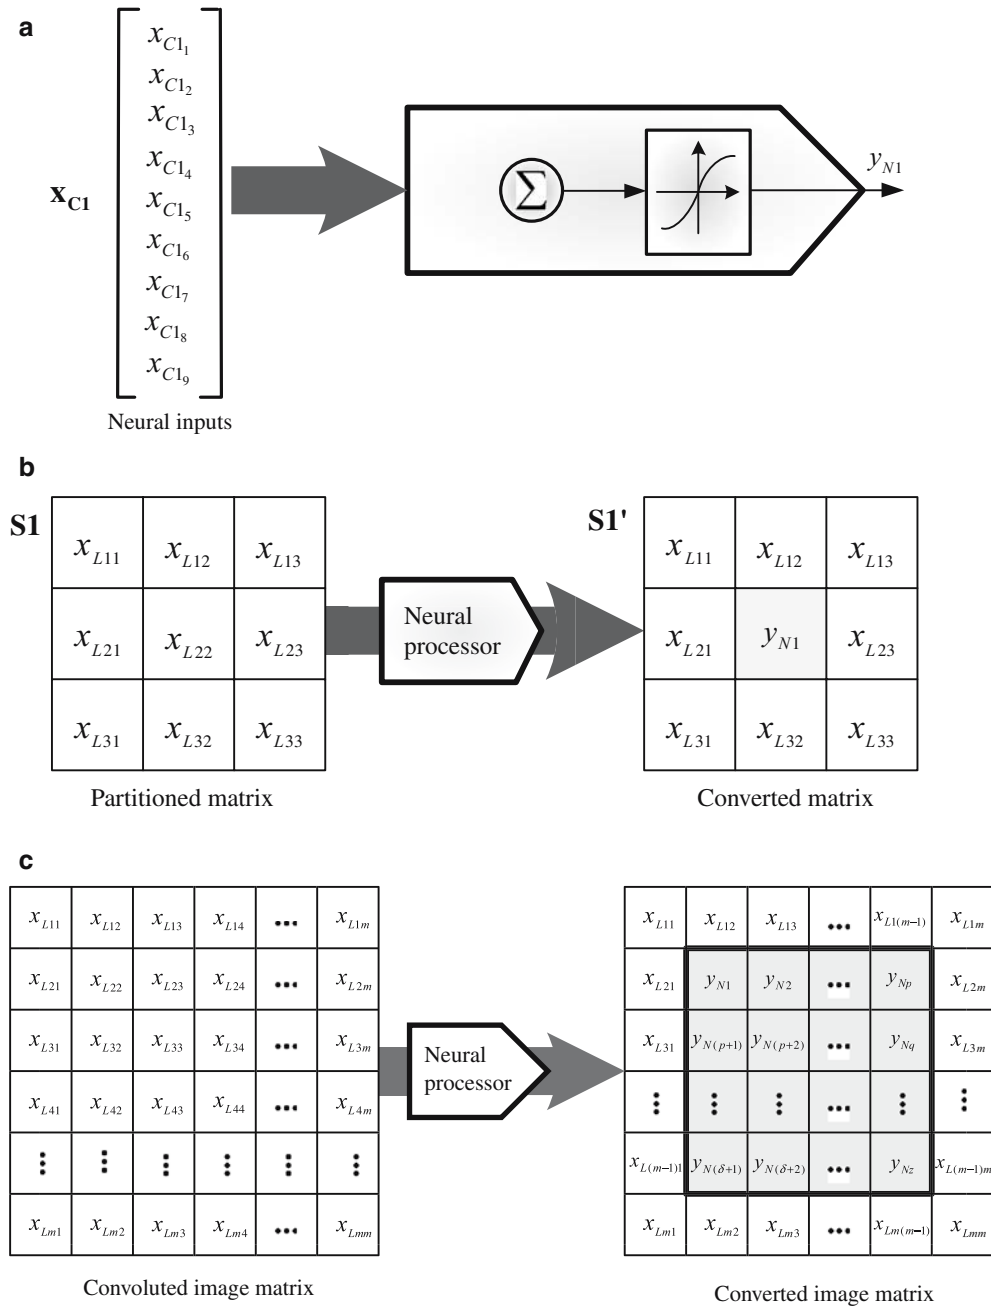 a
x_{C1_1}
x_{C1_2}
x_{C1_3}
x_{C1_4}
x_{C1_5}
x_{C1_6}
x_{C1_7}
x_{C1_8}
x_{C1_9}
x_{C1}
Neural inputs
Σ
y_{N1}
b
S1
x_{L11} x_{L12} x_{L13}
x_{L21} x_{L22} x_{L23}
x_{L31} x_{L32} x_{L33}
Partitioned matrix
Neural
processor
S1'
x_{L11} x_{L12} x_{L13}
x_{L21} y_{N1} x_{L23}
x_{L31} x_{L32} x_{L33}
Converted matrix
c
x_{L11} x_{L12} x_{L13} x_{L14} ... x_{L1m}
x_{L21} x_{L22} x_{L23} x_{L24} ... x_{L2m}
x_{L31} x_{L32} x_{L33} x_{L34} ... x_{L3m}
x_{L41} x_{L42} x_{L43} x_{L44} ... x_{L4m}
⋮ ⋮ ⋮ ⋮ ⋮ ⋮
x_{Lm1} x_{Lm2} x_{Lm3} x_{Lm4} ... x_{Lmm}
Convoluted image matrix
Neural
processor
x_{L11} x_{L12} x_{L13} ... x_{L1(m-1)} x_{L1m}
x_{L21} y_{N1} y_{N2} ... y_{Np} x_{L2m}
x_{L31} y_{N(p+1)} y_{N(p+2)} ... y_{Nq} x_{L3m}
⋮ ⋮ ⋮ ... ⋮ ⋮
x_{L(m-1)1} y_{N(δ+1)} y_{N(δ+2)} ... y_{Nz} x_{L(m-1)m}
x_{Lm1} x_{Lm2} x_{Lm3} ... x_{Lm(m-1)} x_{Lmm}
Converted image matrix